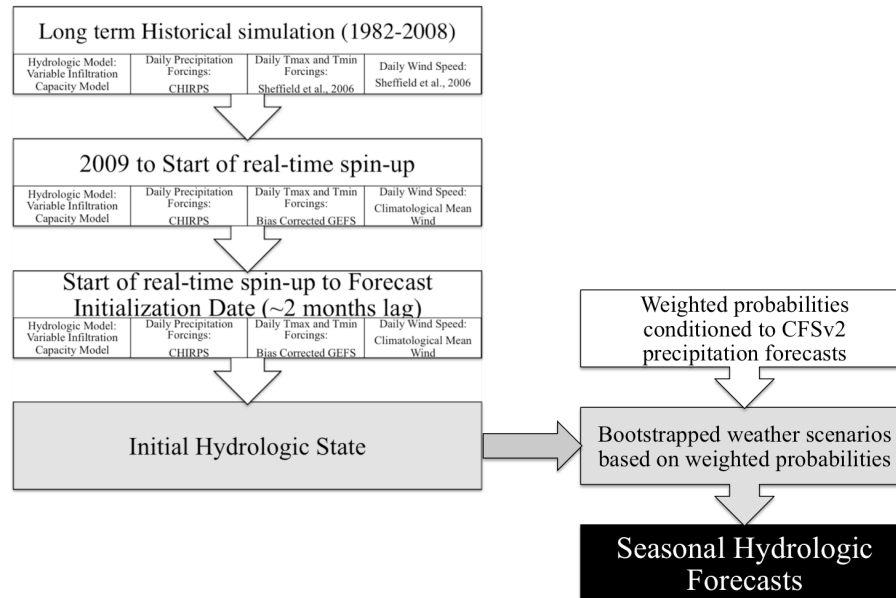 Long term Historical simulation (1982-2008)
Hydrologic Model:
Variable Infiltration
Capacity Model
Daily Precipitation
Forcings:
CHIRPS
Daily Tmax and Tmin
Forcings:
Sheffield et al., 2006
Daily Wind Speed:
Sheffield et al., 2006
2009 to Start of real-time spin-up
Hydrologic Model:
Variable Infiltration
Capacity Model
Daily Precipitation
Forcings:
CHIRPS
Daily Tmax and Tmin
Forcings:
Bias Corrected GEFS
Daily Wind Speed:
Climatological Mean
Wind
Start of real-time spin-up to Forecast
Initialization Date (~2 months lag)
Hydrologic Model:
Variable Infiltration
Capacity Model
Daily Precipitation
Forcings:
CHIRPS
Daily Tmax and Tmin
Forcings:
Bias Corrected GEFS
Daily Wind Speed:
Climatological Mean
Wind
Initial Hydrologic State
Weighted probabilities
conditioned to CFSv2
precipitation forecasts
Bootstrapped weather scenarios
based on weighted probabilities
Seasonal Hydrologic
Forecasts